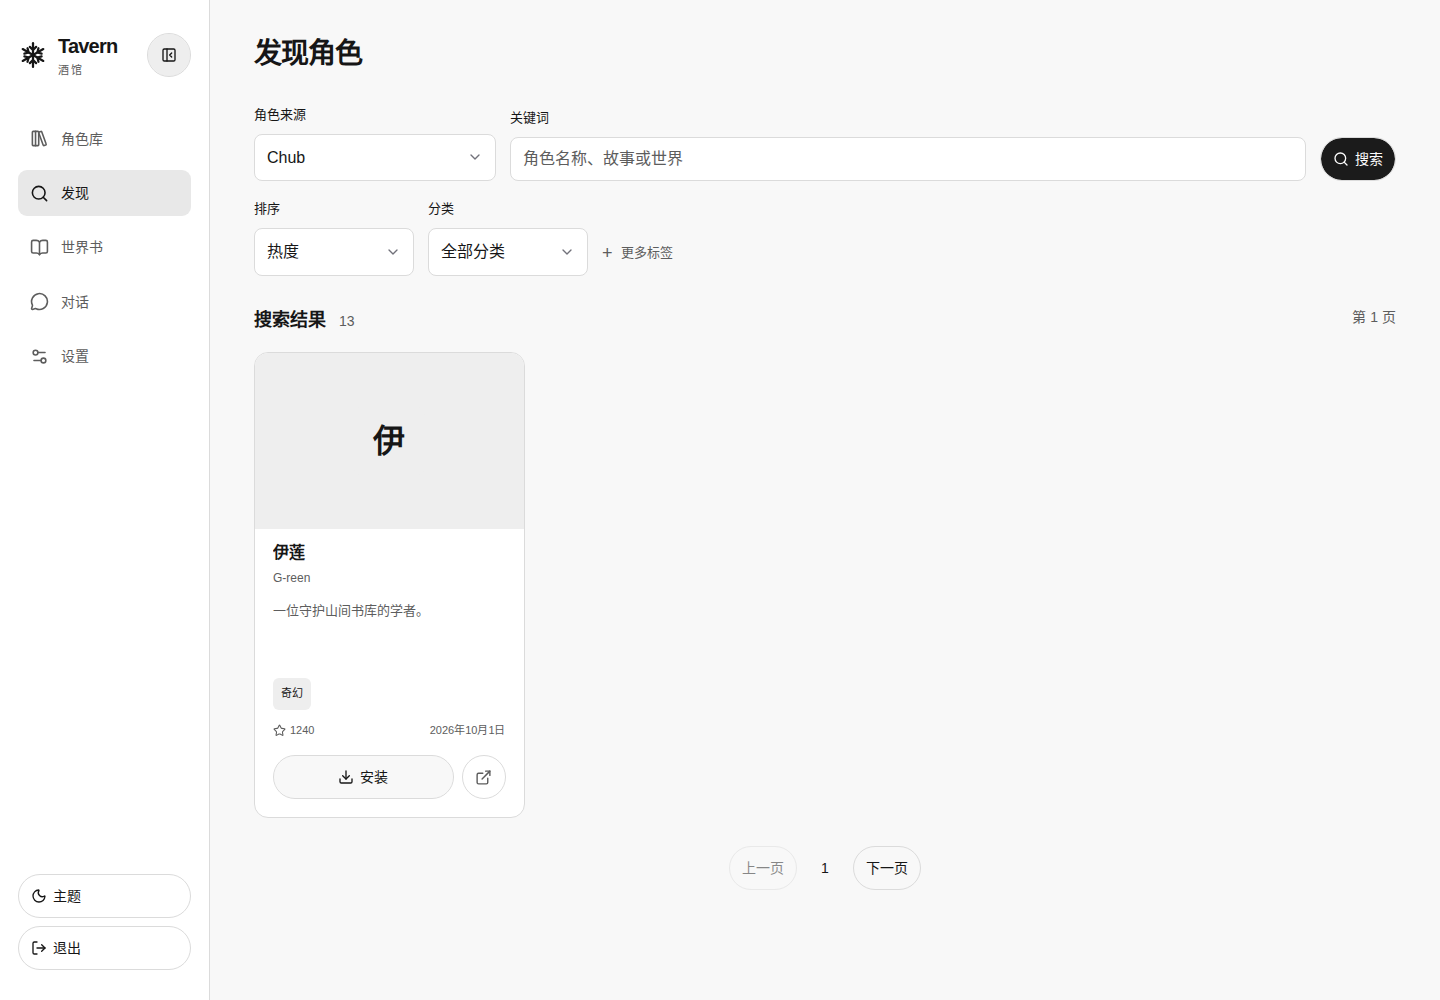 Tavern
酒馆
角色库
发现
世界书
对话
设置
主题
退出
发现角色
角色来源
关键词
Chub
角色名称、故事或世界
搜索
排序
分类
热度
全部分类
+ 更多标签
搜索结果 13
第 1 页
伊
伊莲
G-reen
一位守护山间书库的学者。
奇幻
1240
2026年10月1日
安装
上一页
1
下一页